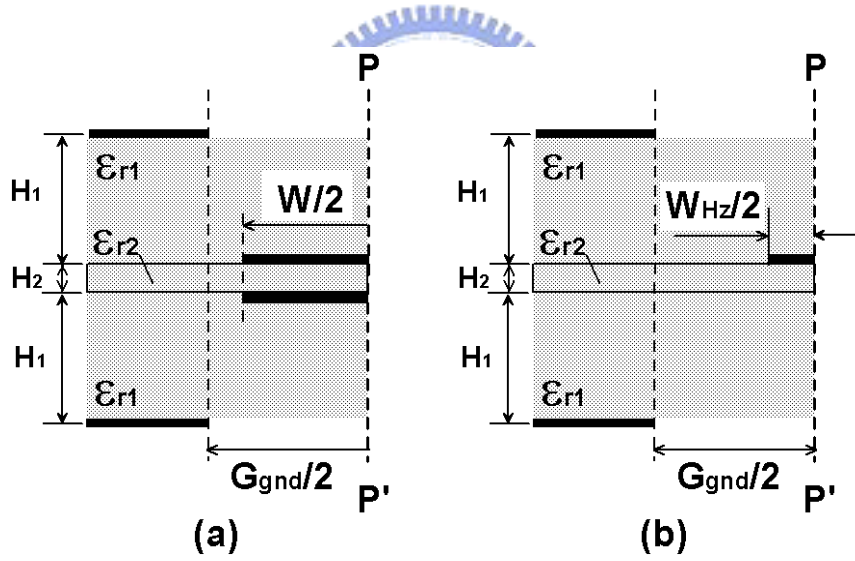 P
P
εr1
εr1
H1
W/2
H1
WHz/2
εr2
εr2
H2
H2
H1
H1
εr1
εr1
Ggnd/2
P'
Ggnd/2
P'
(a)
(b)